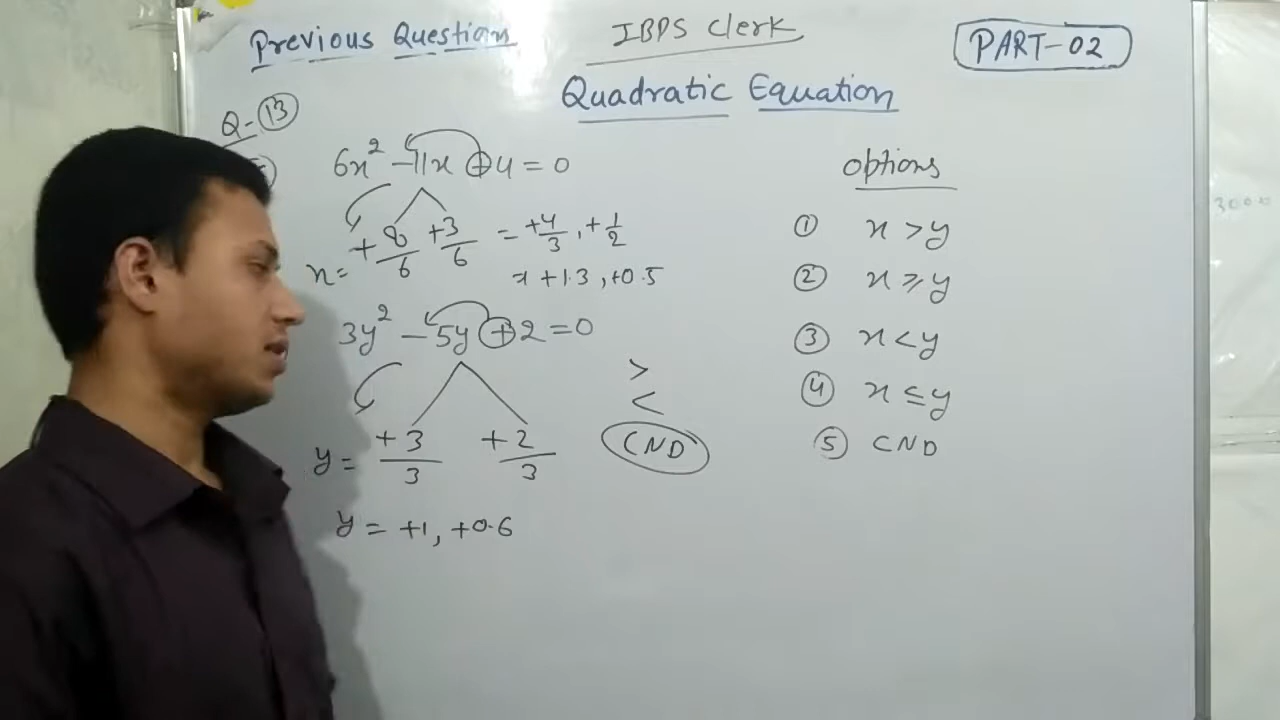 Previous Question
IBPS Clerk
PART-02
Quadratic Equation
Q-13
6x² -11x +4 = 0
x = +8/6 +3/6 = +4/3, +1/2
x +1.3, +0.5
3y² - 5y +2 = 0
y = +3/3 +2/3
y = +1, +0.6
>
<
CND
options
① x > y
② x ⩾ y
③ x < y
④ x ≤ y
⑤ CND